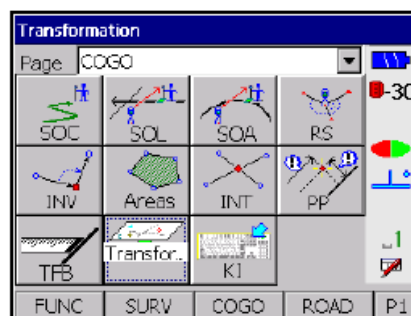 Transformation
Page COGO
-30
SOC SOL SOA RS
INV Areas INT PP
1
TFB Transfor.. KI
FUNC SURV COGO ROAD P1